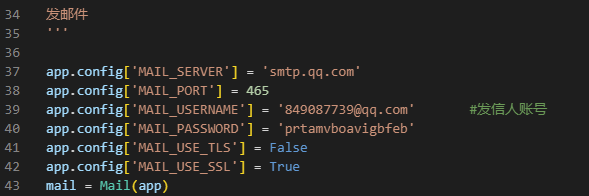 34 发邮件
35 '''
36
37 app.config['MAIL_SERVER'] = 'smtp.qq.com'
38 app.config['MAIL_PORT'] = 465
39 app.config['MAIL_USERNAME'] = '849087739@qq.com' #发信人账号
40 app.config['MAIL_PASSWORD'] = 'prtamvboavigbfeb'
41 app.config['MAIL_USE_TLS'] = False
42 app.config['MAIL_USE_SSL'] = True
43 mail = Mail(app)